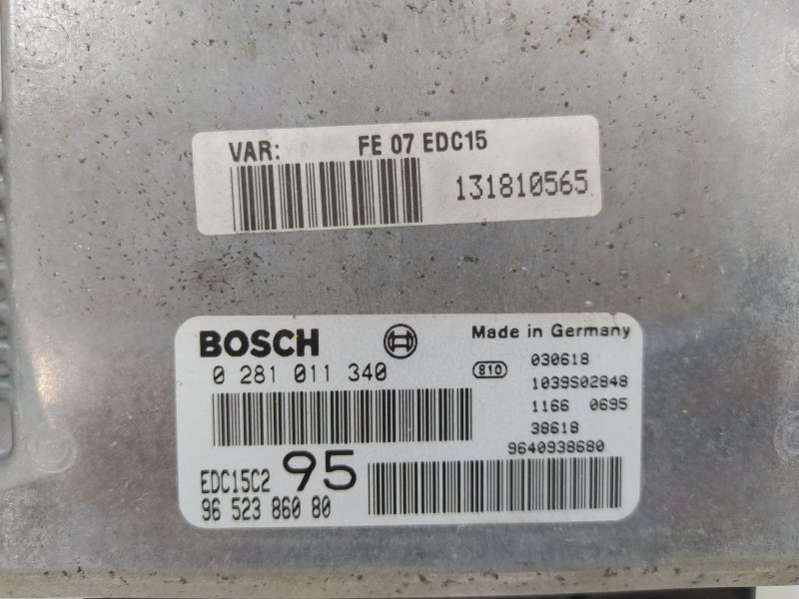 VAR: FE 07 EDC15
131810565
BOSCH Made in Germany
0 281 011 340
810 030618
1039S02848
1166 0695
38618
9640938680
EDC15C2 95
96 523 860 80